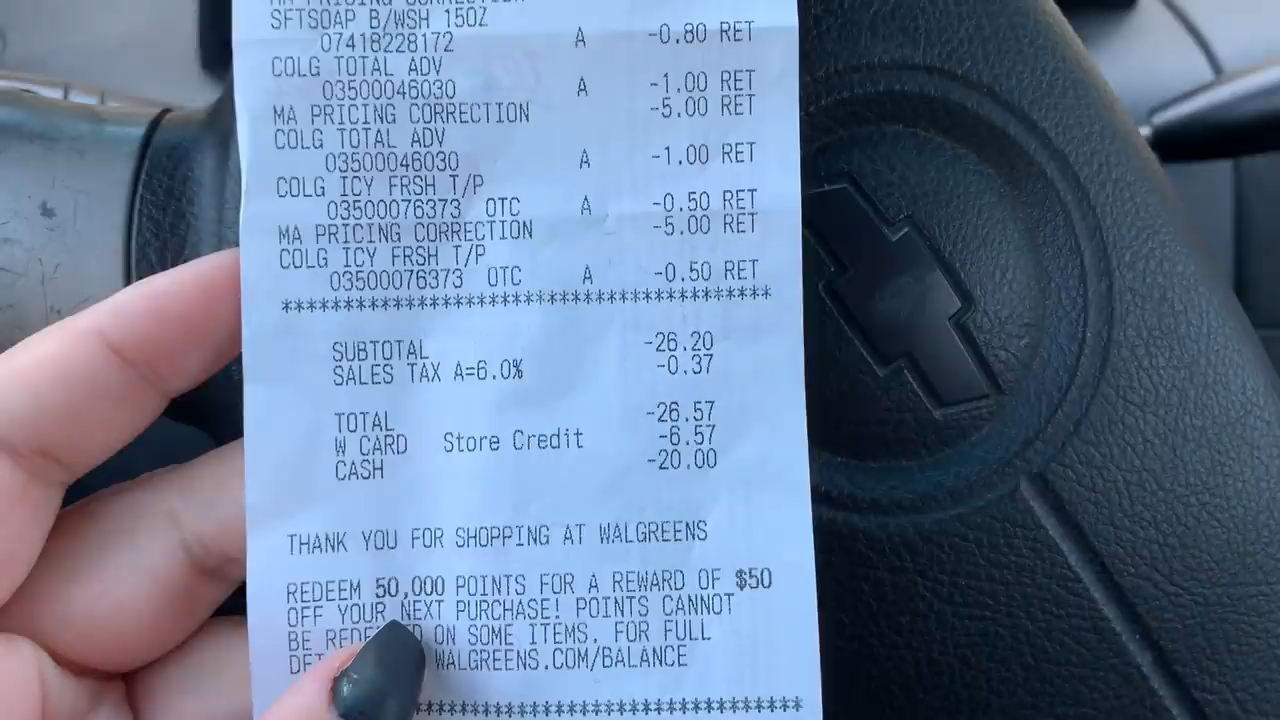 MA PRICING CORRECTION
SFTSOAP B/WSH 15OZ
07418228172 A -0.80 RET
COLG TOTAL ADV
03500046030 A -1.00 RET
MA PRICING CORRECTION -5.00 RET
COLG TOTAL ADV
03500046030 A -1.00 RET
COLG ICY FRSH T/P
03500076373 OTC A -0.50 RET
MA PRICING CORRECTION -5.00 RET
COLG ICY FRSH T/P
03500076373 OTC A -0.50 RET
****************************************
SUBTOTAL -26.20
SALES TAX A=6.0% -0.37
TOTAL -26.57
W CARD Store Credit -6.57
CASH -20.00
THANK YOU FOR SHOPPING AT WALGREENS
REDEEM 50,000 POINTS FOR A REWARD OF $50
OFF YOUR NEXT PURCHASE! POINTS CANNOT
BE ON SOME ITEMS. FOR FULL
WALGREENS.COM/BALANCE
********************************